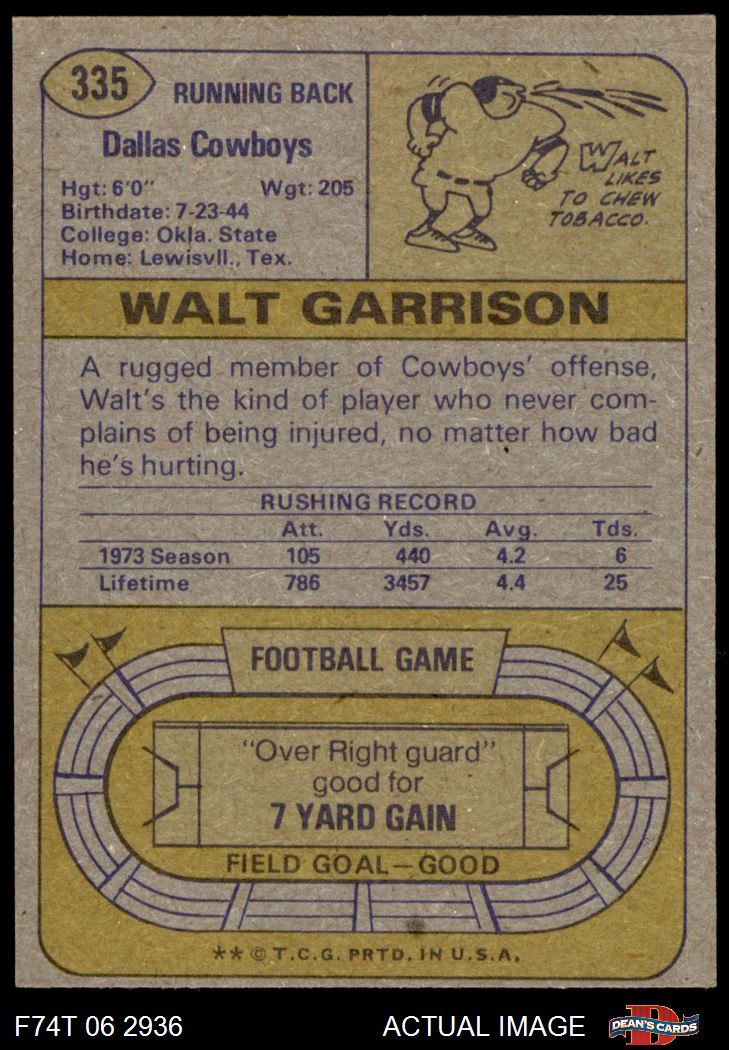 335
RUNNING BACK
Dallas Cowboys
Hgt: 6'0" Wgt: 205
Birthdate: 7-23-44
College: Okla. State
Home: Lewisvll., Tex.
WALT
LIKES
TO CHEW
TOBACCO.
WALT GARRISON
A rugged member of Cowboys' offense,
Walt's the kind of player who never com-
plains of being injured, no matter how bad
he's hurting.
RUSHING RECORD
Att. Yds. Avg. Tds.
1973 Season 105 440 4.2 6
Lifetime 786 3457 4.4 25
FOOTBALL GAME
"Over Right guard"
good for
7 YARD GAIN
FIELD GOAL—GOOD
** © T.C.G. PRTD. IN U.S.A.
F74T 06 2936 ACTUAL IMAGE DEAN'S CARDS